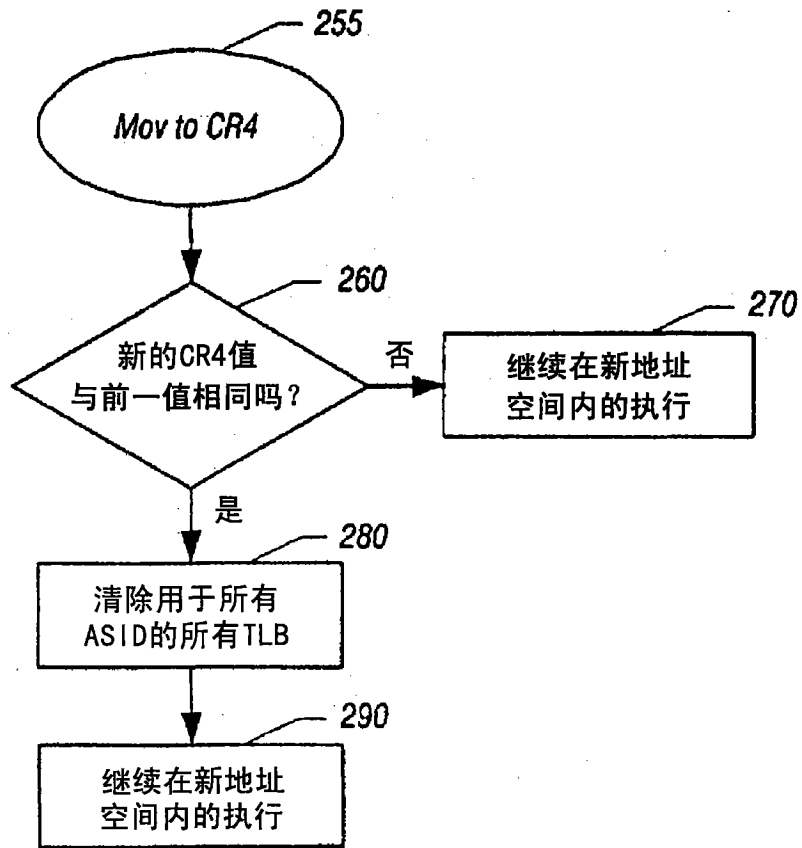 255
Mov to CR4
260
新的CR4值
与前一值相同吗?
否
270
继续在新地址
空间内的执行
是
280
清除用于所有
ASID的所有TLB
290
继续在新地址
空间内的执行